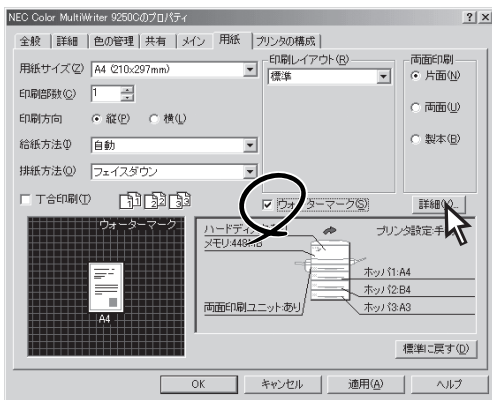 NEC Color MultiWriter 9250Cのプロパティ
全般 詳細 色の管理 共有 メイン 用紙 プリンタの構成
用紙サイズ(Z) A4 (210x297mm)
印刷部数(C) 1
印刷方向 縦(P) 横(L)
給紙方法(I) 自動
排紙方法(O) フェイスダウン
丁合印刷(T)
印刷レイアウト(R)
標準
両面印刷
片面(N)
両面(U)
製本(B)
ウォーターマーク(S)
詳細
ウォーターマーク
A4
メモリ:448MB
両面印刷ユニット:あり
ホッパ1:A4
ホッパ2:B4
ホッパ3:A3
標準に戻す(D)
OK キャンセル 適用(A) ヘルプ